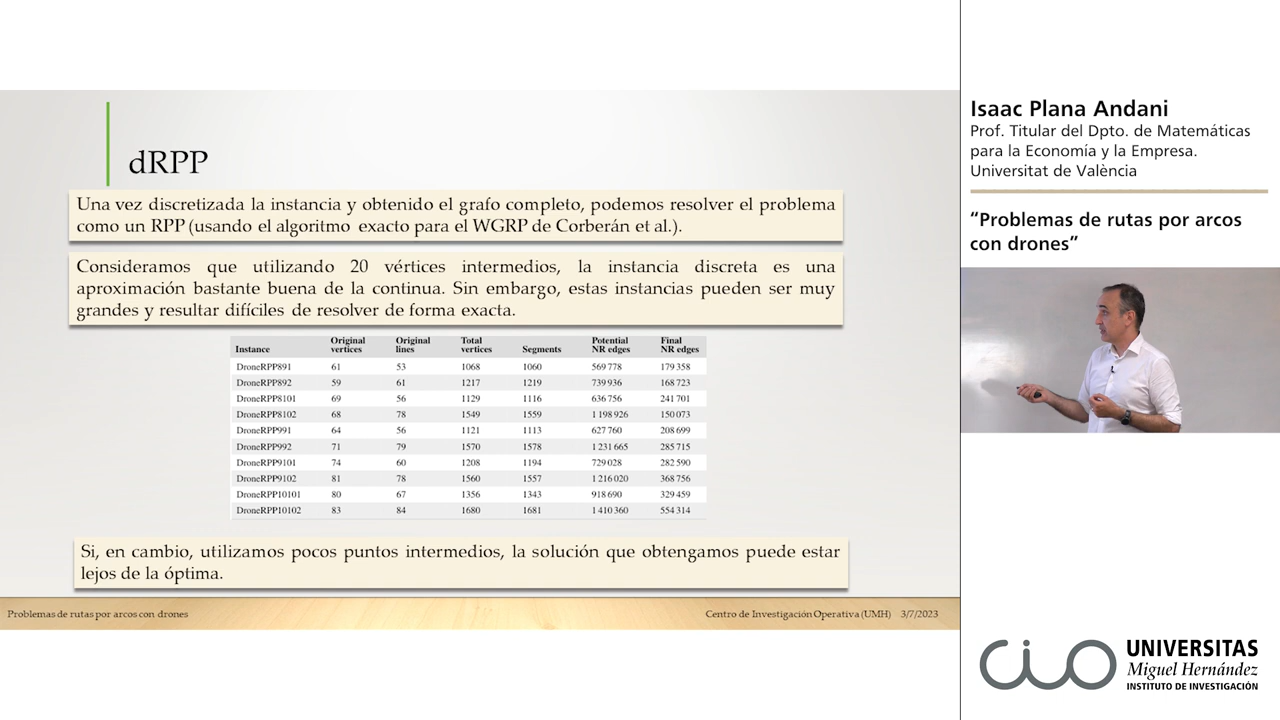 dRPP
Una vez discretizada la instancia y obtenido el grafo completo, podemos resolver el problema
como un RPP (usando el algoritmo exacto para el WGRP de Corberán et al.).
Consideramos que utilizando 20 vértices intermedios, la instancia discreta es una
aproximación bastante buena de la continua. Sin embargo, estas instancias pueden ser muy
grandes y resultar difíciles de resolver de forma exacta.
Instance Original vertices Original lines Total vertices Segments Potential NR edges Final NR edges
DroneRPP891 61 53 1068 1060 569 778 179 358
DroneRPP892 59 61 1217 1219 739 936 168 723
DroneRPP8101 69 56 1129 1116 636 756 241 701
DroneRPP8102 68 78 1549 1559 1 198 926 150 073
DroneRPP991 64 56 1121 1113 627 760 208 699
DroneRPP992 71 79 1570 1578 1 231 665 285 715
DroneRPP9101 74 60 1208 1194 729 028 282 590
DroneRPP9102 81 78 1560 1557 1 216 020 368 756
DroneRPP10101 80 67 1356 1343 918 690 329 459
DroneRPP10102 83 84 1680 1681 1 410 360 554 314
Si, en cambio, utilizamos pocos puntos intermedios, la solución que obtengamos puede estar
lejos de la óptima.
Problemas de rutas por arcos con drones
Centro de Investigación Operativa (UMH) 3/7/2023
Isaac Plana Andani
Prof. Titular del Dpto. de Matemáticas
para la Economía y la Empresa.
Universitat de València
“Problemas de rutas por arcos
con drones”
cio
UNIVERSITAS
Miguel Hernández
INSTITUTO DE INVESTIGACIÓN